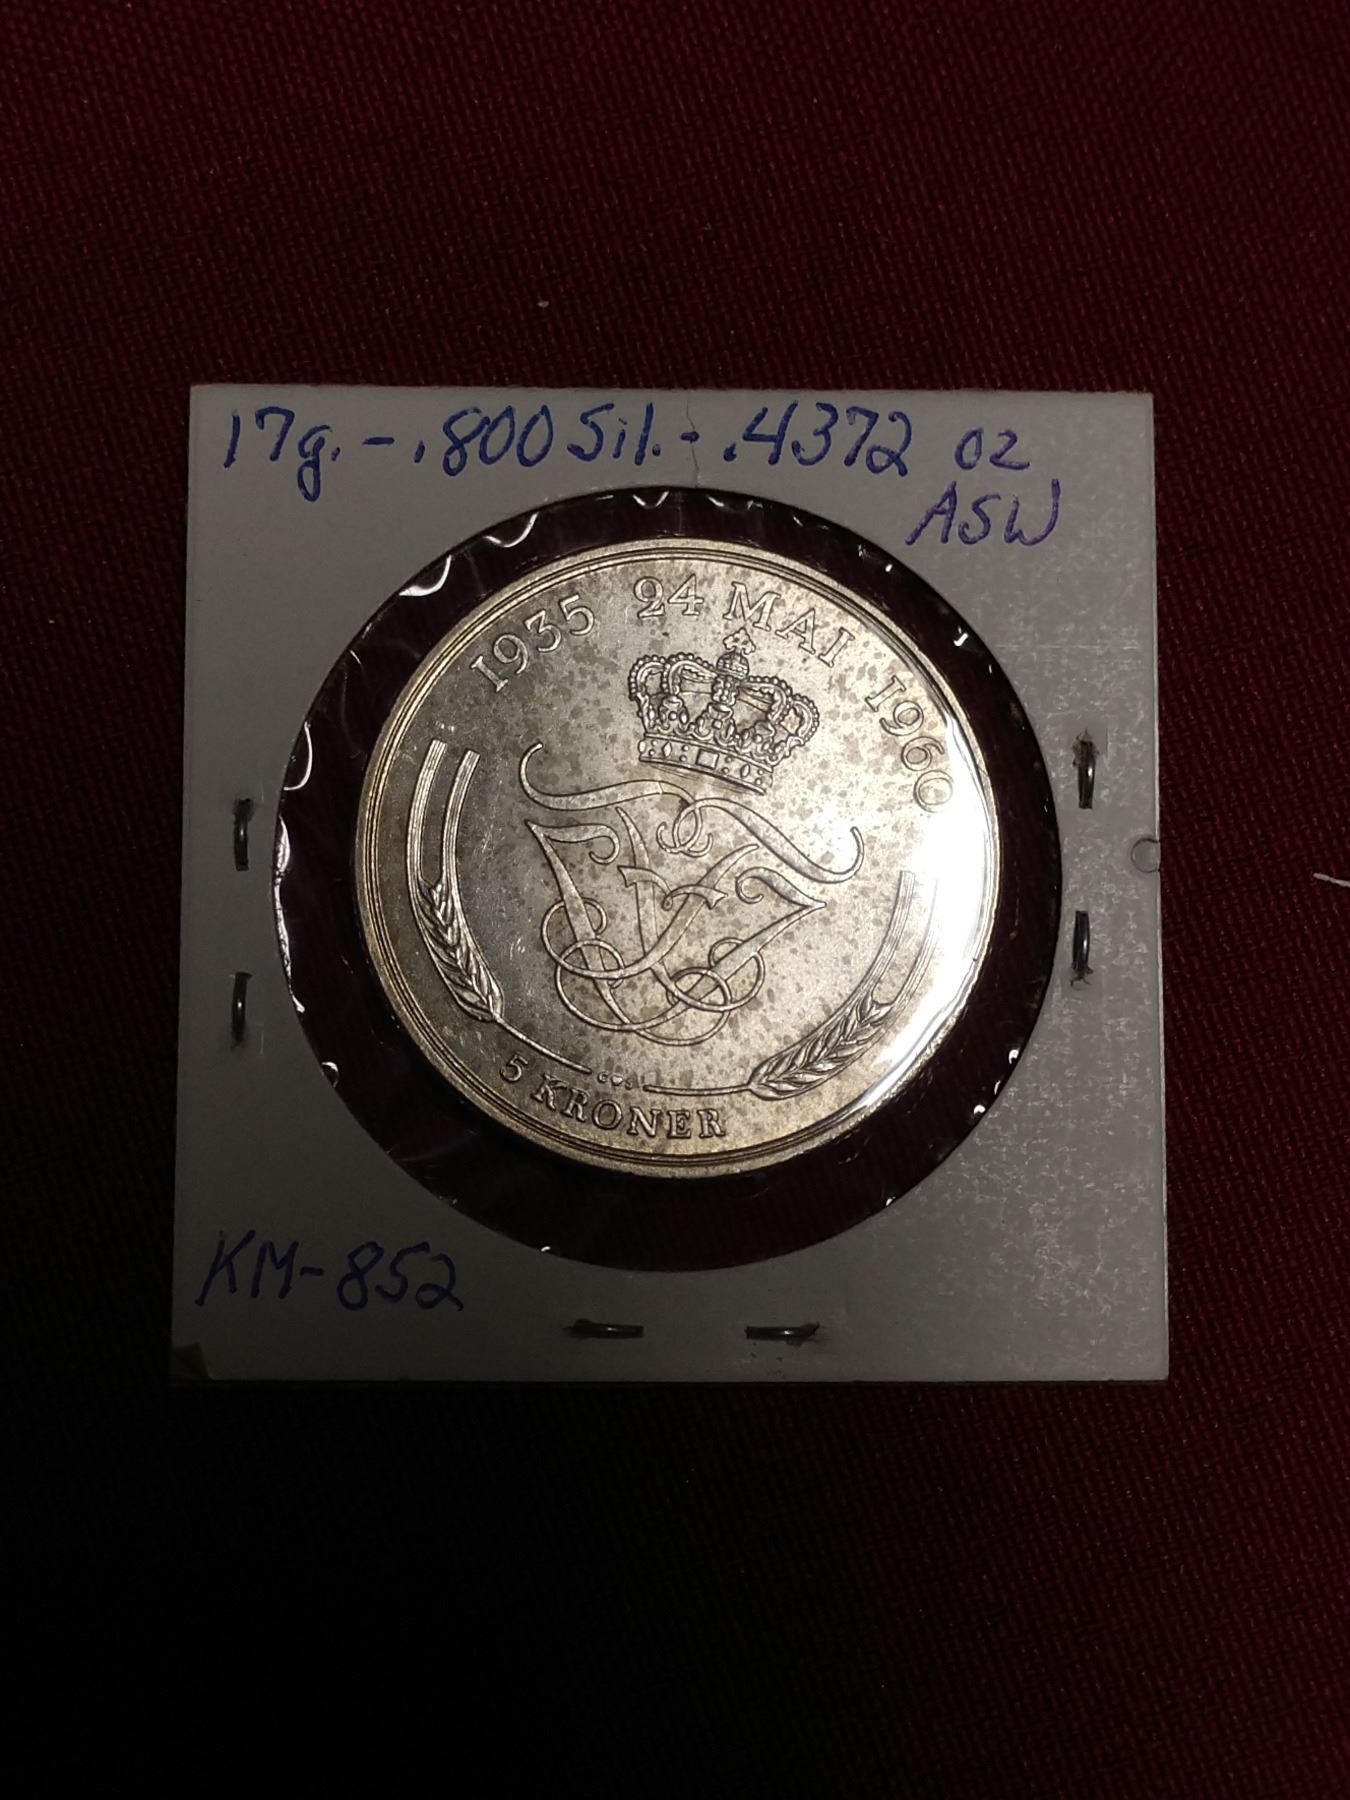 17g. - .800 Sil. - .4372 oz
ASW
1935 24 MAI 1960
5 KRONER
KM-852